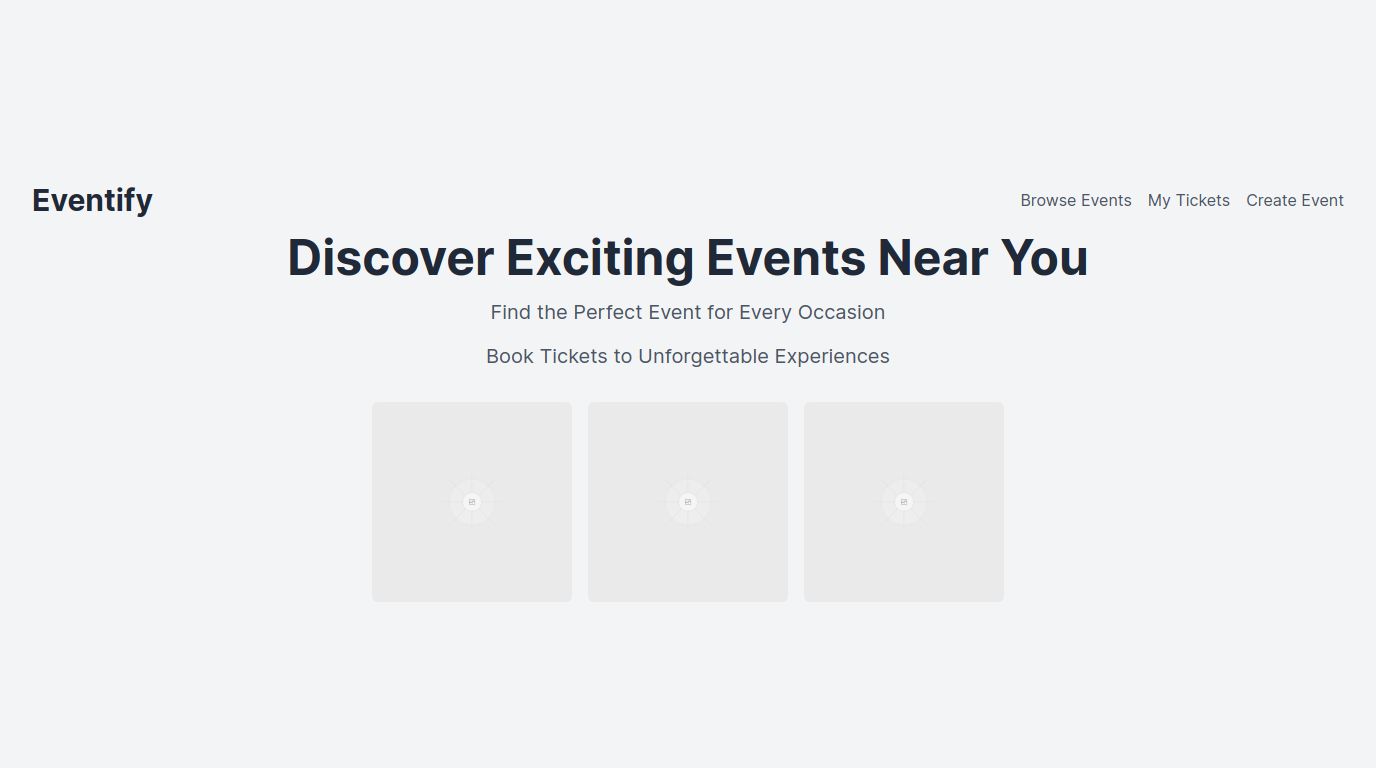 Eventify
Browse Events My Tickets Create Event
Discover Exciting Events Near You
Find the Perfect Event for Every Occasion
Book Tickets to Unforgettable Experiences